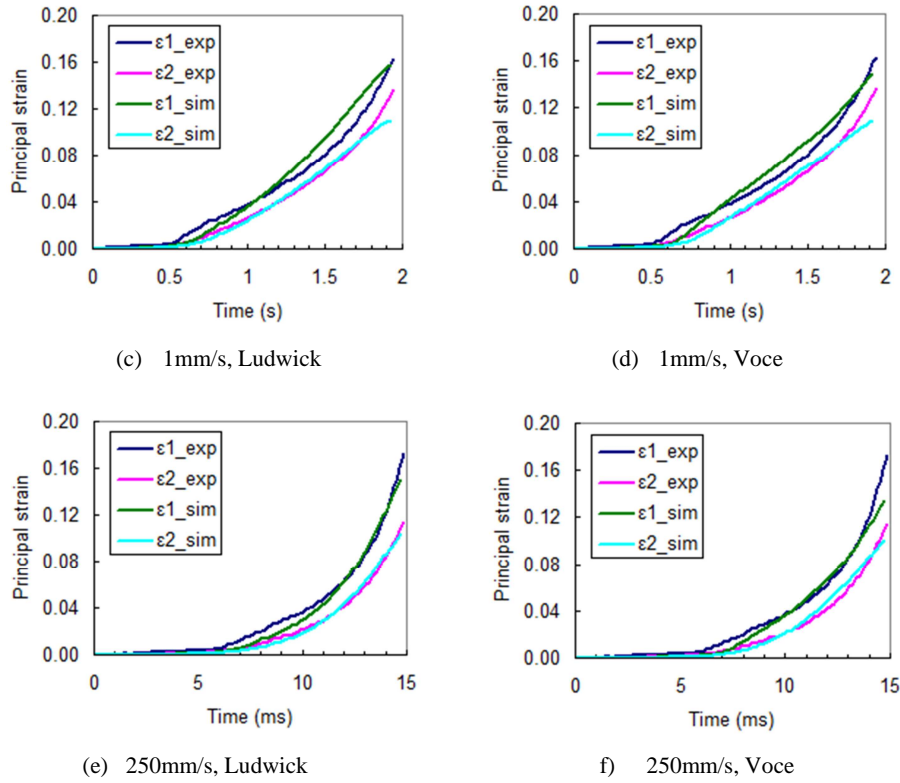 0.20
0.16
0.12
0.08
0.04
0.00
Principal strain
ε1_exp
ε2_exp
ε1_sim
ε2_sim
0 0.5 1 1.5 2
Time (s)
(c) 1mm/s, Ludwick
0.20
0.16
0.12
0.08
0.04
0.00
Principal strain
ε1_exp
ε2_exp
ε1_sim
ε2_sim
0 0.5 1 1.5 2
Time (s)
(d) 1mm/s, Voce
0.20
0.16
0.12
0.08
0.04
0.00
Principal strain
ε1_exp
ε2_exp
ε1_sim
ε2_sim
0 5 10 15
Time (ms)
(e) 250mm/s, Ludwick
0.20
0.16
0.12
0.08
0.04
0.00
Principal strain
ε1_exp
ε2_exp
ε1_sim
ε2_sim
0 5 10 15
Time (ms)
f) 250mm/s, Voce